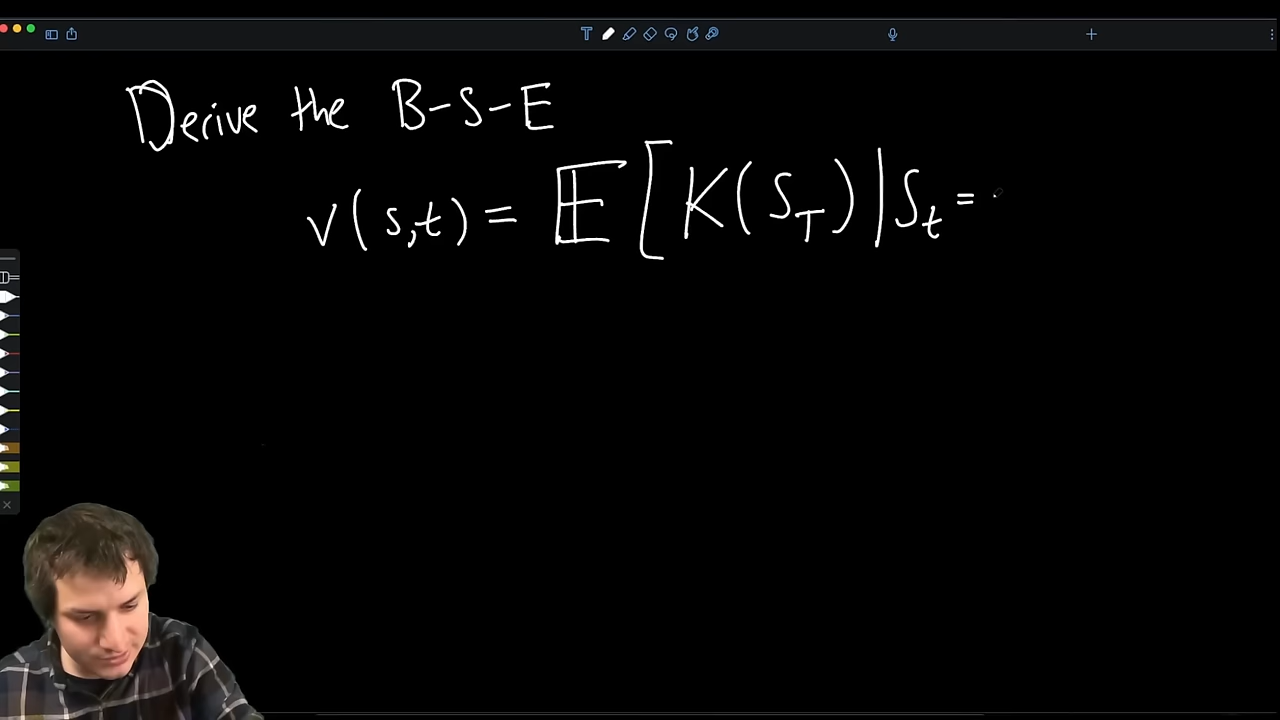 Derive the B-S-E
v(s,t) = 𝔼[K(S_T)|S_t =